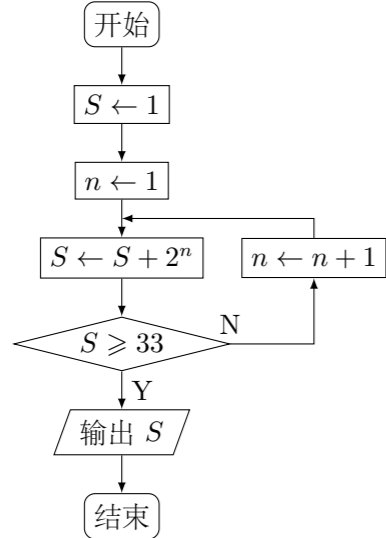 开始
S ← 1
n ← 1
S ← S + 2ⁿ
n ← n + 1
S ⩾ 33
N
Y
输出 S
结束